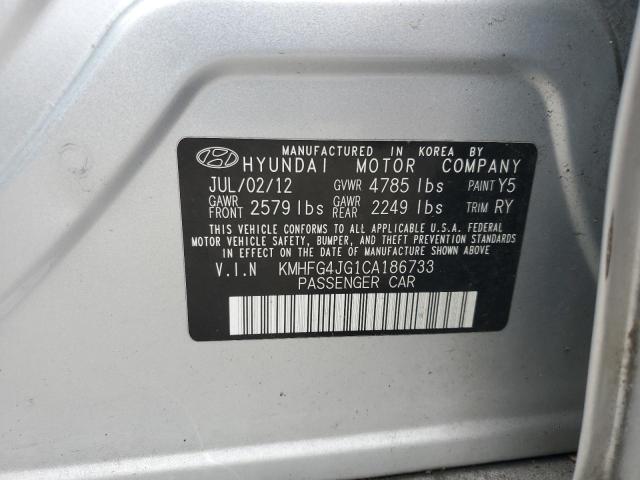 MANUFACTURED IN KOREA BY
HYUNDAI MOTOR COMPANY
JUL/02/12 GVWR 4785 lbs PAINT Y5
GAWR FRONT 2579 lbs GAWR REAR 2249 lbs TRIM RY
THIS VEHICLE CONFORMS TO ALL APPLICABLE U.S.A. FEDERAL
MOTOR VEHICLE SAFETY, BUMPER, AND THEFT PREVENTION STANDARDS
IN EFFECT ON THE DATE OF MANUFACTURE SHOWN ABOVE.
V.I.N KMHFG4JG1CA186733
PASSENGER CAR